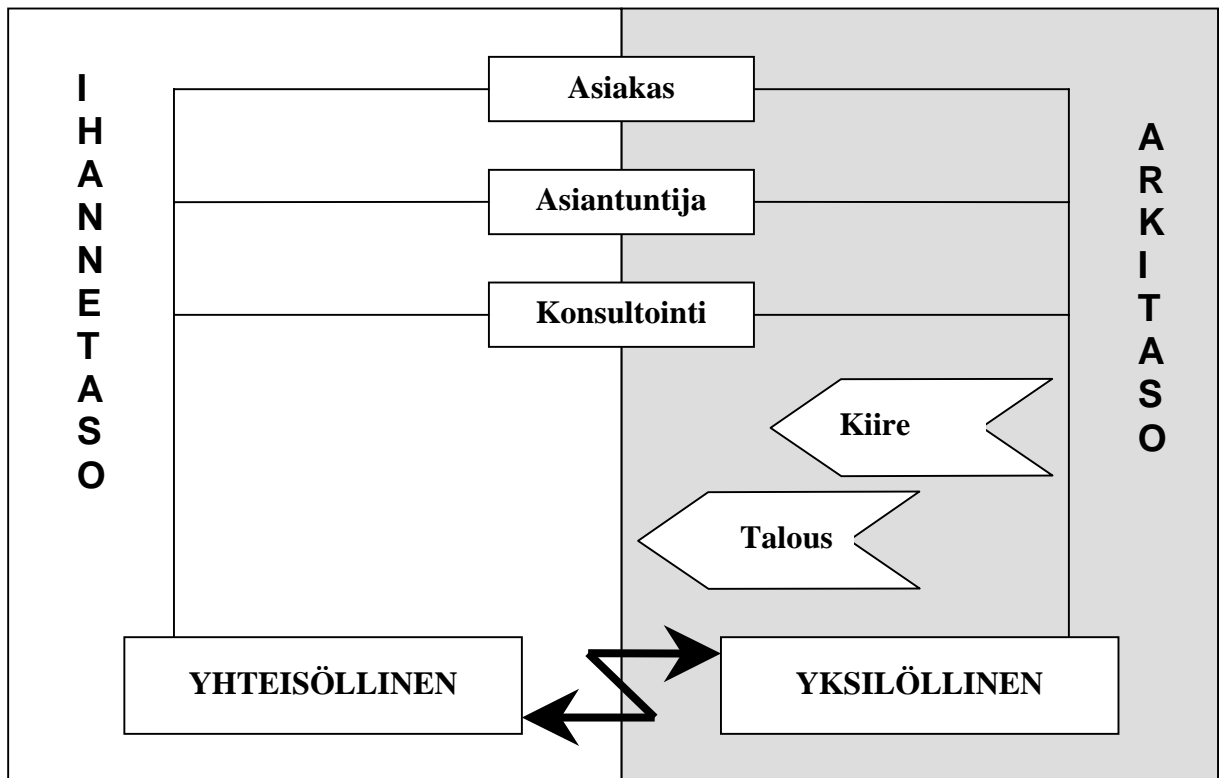 IHANNETASO
Asiakas
Asiantuntija
Konsultointi
ARKITASO
Kiire
Talous
YHTEISÖLLINEN
YKSILÖLLINEN